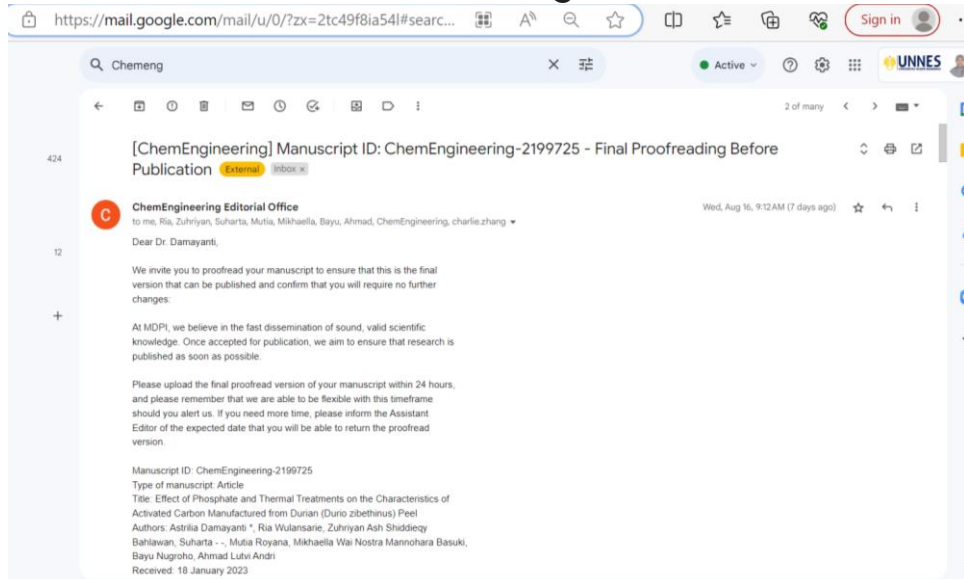 https://mail.google.com/mail/u/0/?zx=2tc49f8ia54l#searc...
Sign in
Chemeng
Active
UNNES
2 of many
[ChemEngineering] Manuscript ID: ChemEngineering-2199725 - Final Proofreading Before
Publication External Inbox x
424
ChemEngineering Editorial Office
Wed, Aug 16, 9:12 AM (7 days ago)
to me, Ria, Zuhriyan, Suharta, Mutia, Mikhaella, Bayu, Ahmad, ChemEngineering, charlie.zhang
Dear Dr. Damayanti,
12
We invite you to proofread your manuscript to ensure that this is the final
version that can be published and confirm that you will require no further
changes:
At MDPI, we believe in the fast dissemination of sound, valid scientific
knowledge. Once accepted for publication, we aim to ensure that research is
published as soon as possible.
Please upload the final proofread version of your manuscript within 24 hours,
and please remember that we are able to be flexible with this timeframe
should you alert us. If you need more time, please inform the Assistant
Editor of the expected date that you will be able to return the proofread
version.
Manuscript ID: ChemEngineering-2199725
Type of manuscript: Article
Title: Effect of Phosphate and Thermal Treatments on the Characteristics of
Activated Carbon Manufactured from Durian (Durio zibethinus) Peel
Authors: Astrilia Damayanti *, Ria Wulansarie, Zuhriyan Ash Shiddieqy
Bahlawan, Suharta - -, Mutia Royana, Mikhaella Wai Nostra Mannohara Basuki,
Bayu Nugroho, Ahmad Lutvi Andri
Received: 18 January 2023